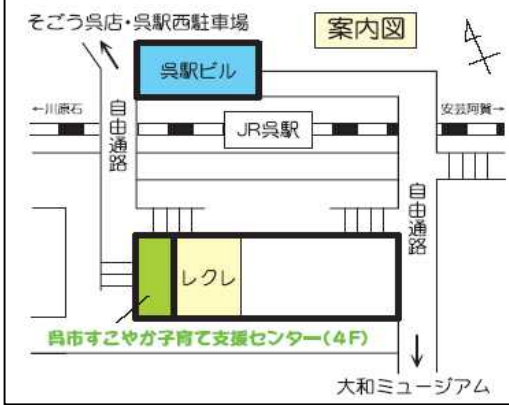 そごう呉店・呉駅西駐車場
案内図
呉駅ビル
←川原石
自由通路
JR呉駅
安芸阿賀→
自由通路
レクレ
呉市すこやか子育て支援センター(4F)
大和ミュージアム